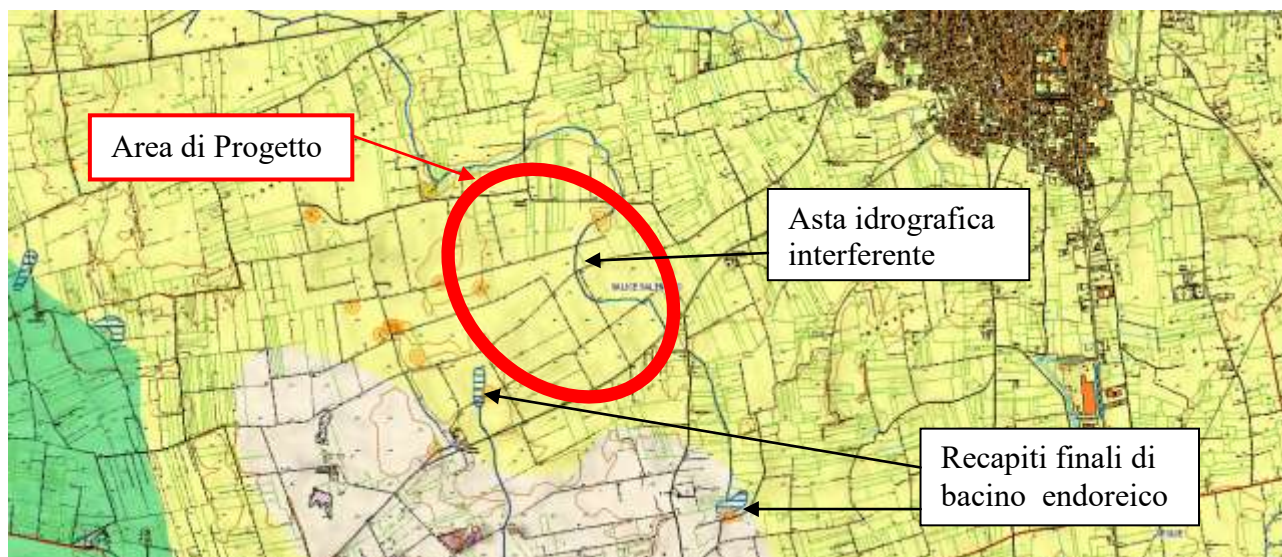 Area di Progetto
Asta idrografica
interferente
Recapiti finali di
bacino endoreico